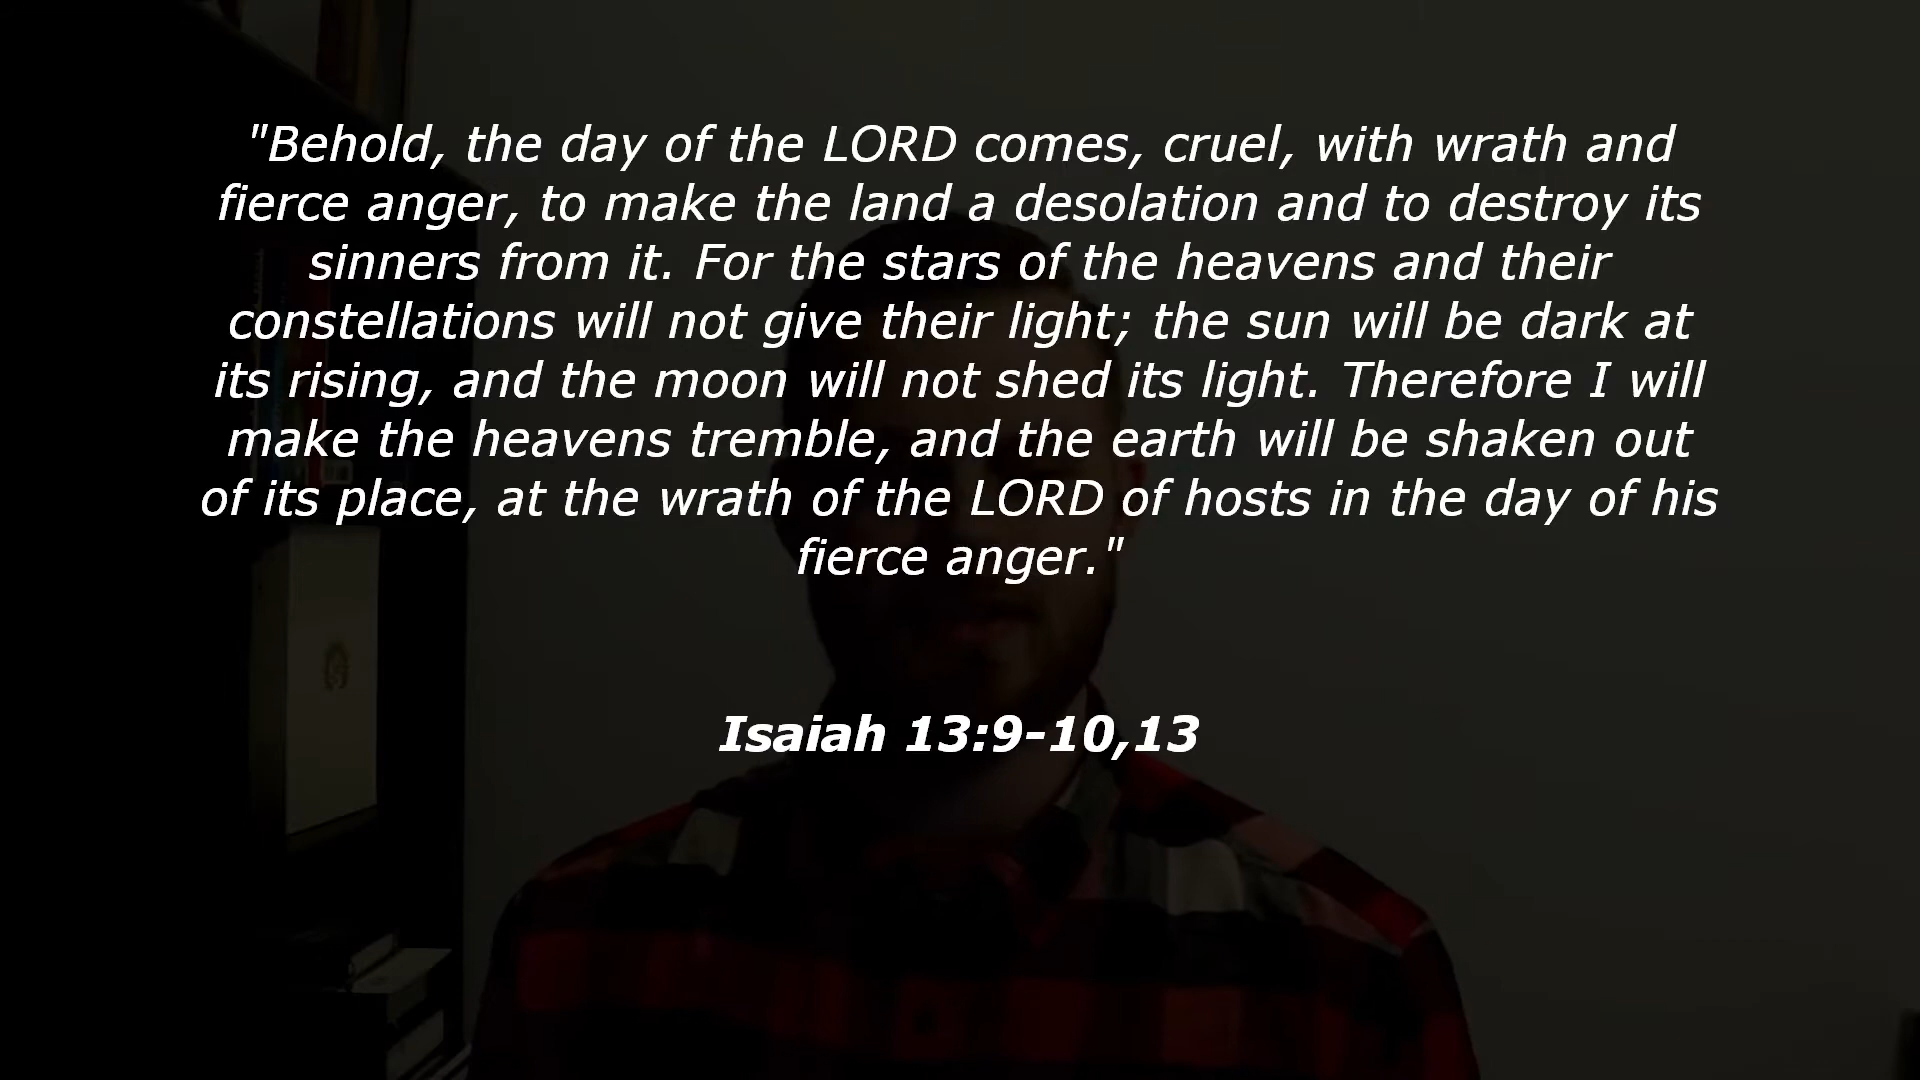 "Behold, the day of the LORD comes, cruel, with wrath and
fierce anger, to make the land a desolation and to destroy its
sinners from it. For the stars of the heavens and their
constellations will not give their light; the sun will be dark at
its rising, and the moon will not shed its light. Therefore I will
make the heavens tremble, and the earth will be shaken out
of its place, at the wrath of the LORD of hosts in the day of his
fierce anger."
Isaiah 13:9-10,13